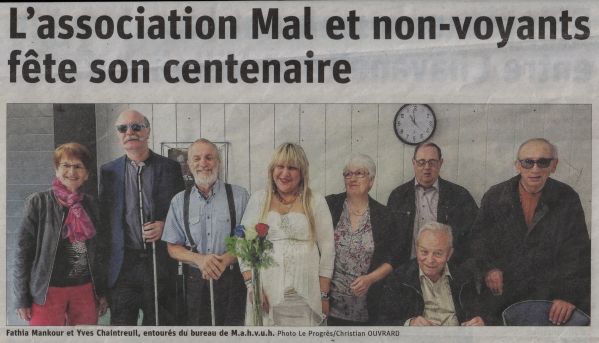 L'association Mal et non-voyants
fête son centenaire
Fathia Mankour et Yves Chaintreuil, entourés du bureau de M.a.h.v.u.h. Photo Le Progrès/Christian OUVRARD